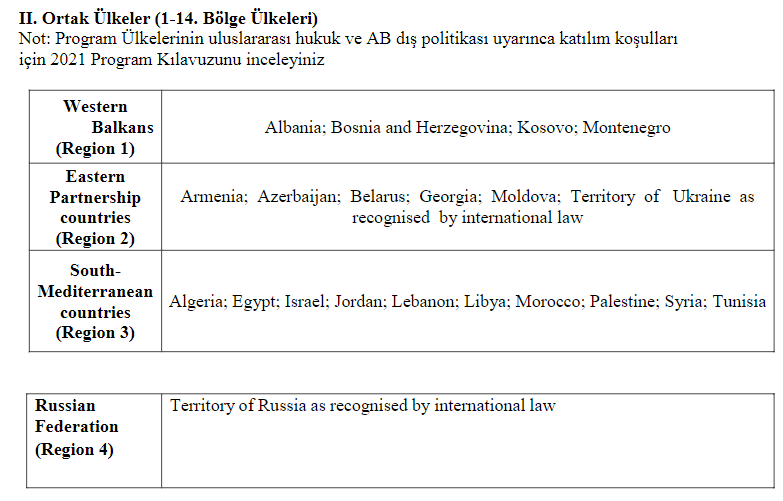 II. Ortak Ülkeler (1-14. Bölge Ülkeleri)
Not: Program Ülkelerinin uluslararası hukuk ve AB dış politikası uyarınca katılım koşulları
için 2021 Program Kılavuzunu inceleyiniz
Western
Balkans
(Region 1)
Albania; Bosnia and Herzegovina; Kosovo; Montenegro
Eastern
Partnership
countries
(Region 2)
Armenia; Azerbaijan; Belarus; Georgia; Moldova; Territory of Ukraine as
recognised by international law
South-
Mediterranean
countries
(Region 3)
Algeria; Egypt; Israel; Jordan; Lebanon; Libya; Morocco; Palestine; Syria; Tunisia
Russian
Federation
(Region 4)
Territory of Russia as recognised by international law